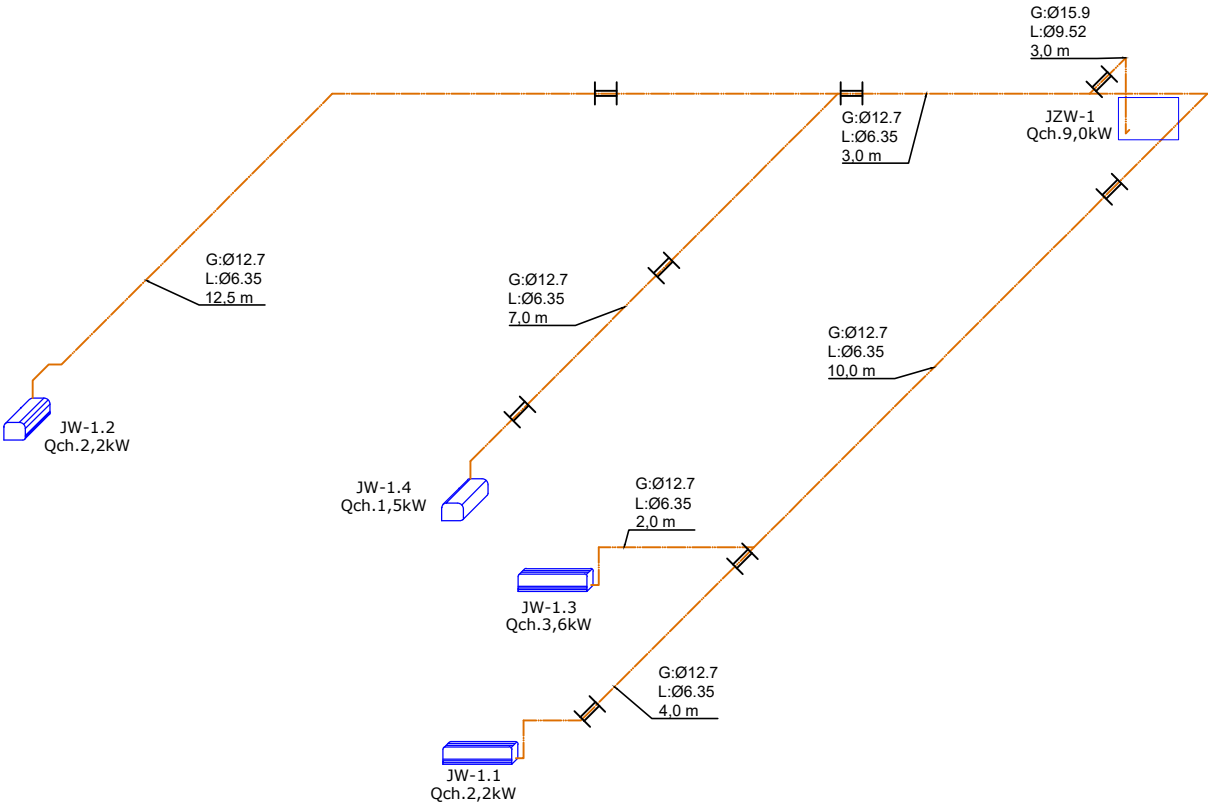 G:Ø15.9
L:Ø9.52
3,0 m
JZW-1
Qch.9,0kW
G:Ø12.7
L:Ø6.35
3,0 m
G:Ø12.7
L:Ø6.35
12,5 m
G:Ø12.7
L:Ø6.35
7,0 m
G:Ø12.7
L:Ø6.35
10,0 m
JW-1.2
Qch.2,2kW
JW-1.4
Qch.1,5kW
G:Ø12.7
L:Ø6.35
2,0 m
JW-1.3
Qch.3,6kW
G:Ø12.7
L:Ø6.35
4,0 m
JW-1.1
Qch.2,2kW